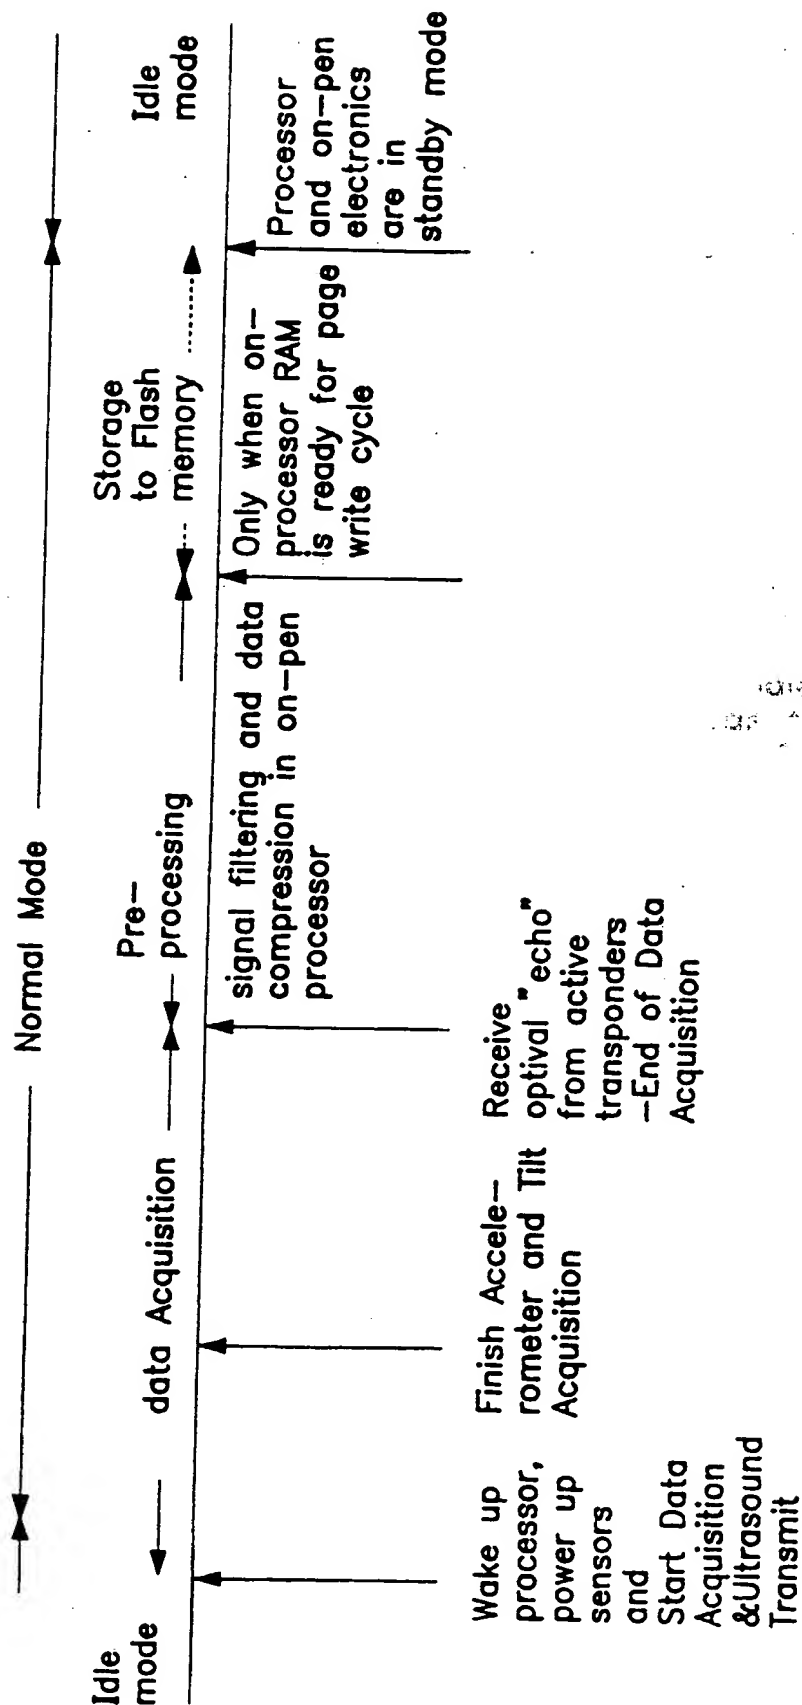 Normal Mode
Idle
mode
data Acquisition
Pre-
processing
Storage
to Flash
memory
Idle
mode
signal filtering and data
compression in on-pen
processor
Only when on-
processor RAM
is ready for page
write cycle
Processor
and on-pen
electronics
are in
standby mode
Wake up
processor,
power up
sensors
and
Start Data
Acquisition
&Ultrasound
Transmit
Finish Accele-
rometer and Tilt
Acquisition
Receive
optival "echo"
from active
transponders
-End of Data
Acquisition